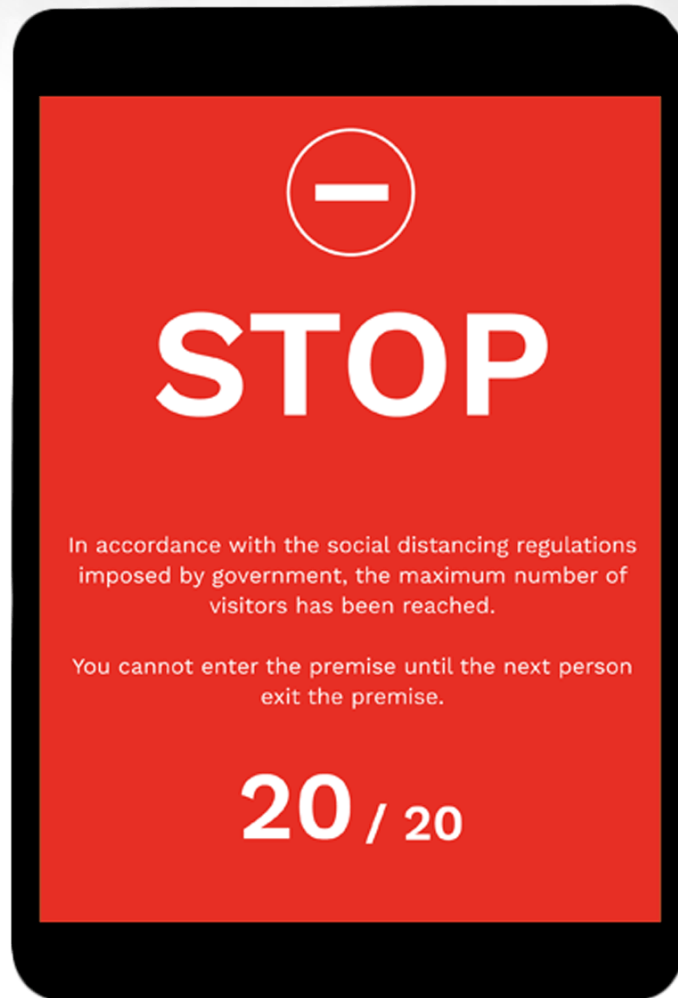 STOP
In accordance with the social distancing regulations
imposed by government, the maximum number of
visitors has been reached.
You cannot enter the premise until the next person
exit the premise.
20 / 20